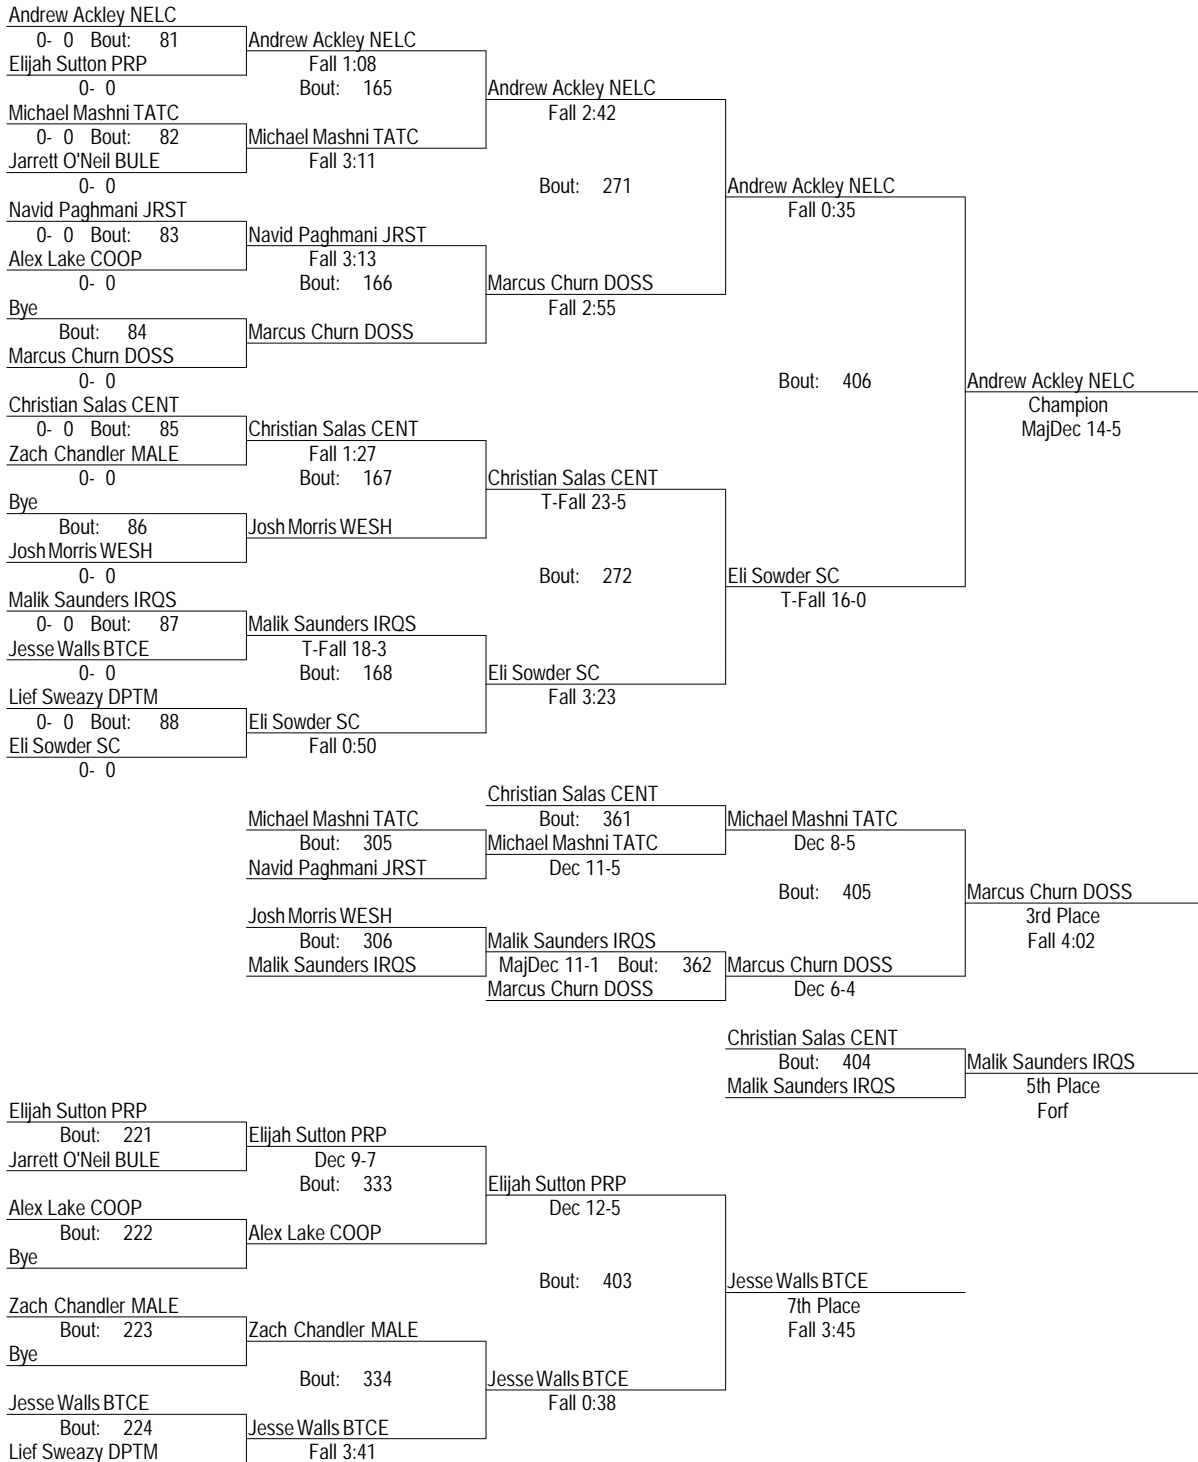 Andrew Ackley NELC
0- 0 Bout: 81 Andrew Ackley NELC
Elijah Sutton PRP Fall 1:08
0- 0 Bout: 165 Andrew Ackley NELC
Michael Mashni TATC Fall 2:42
0- 0 Bout: 82 Michael Mashni TATC
Jarrett O'Neil BULE Fall 3:11
0- 0 Bout: 271 Andrew Ackley NELC
Navid Paghmani JRST Fall 0:35
0- 0 Bout: 83 Navid Paghmani JRST
Alex Lake COOP Fall 3:13
0- 0 Bout: 166 Marcus Churn DOSS
Bye Fall 2:55
Bout: 84 Marcus Churn DOSS
Marcus Churn DOSS
0- 0 Bout: 406 Andrew Ackley NELC
Christian Salas CENT Champion
0- 0 Bout: 85 Christian Salas CENT MajDec 14-5
Zach Chandler MALE Fall 1:27
0- 0 Bout: 167 Christian Salas CENT
Bye T-Fall 23-5
Bout: 86 Josh Morris WESH
Josh Morris WESH
0- 0 Bout: 272 Eli Sowder SC
Malik Saunders IRQS T-Fall 16-0
0- 0 Bout: 87 Malik Saunders IRQS
Jesse Walls BTCE T-Fall 18-3
0- 0 Bout: 168 Eli Sowder SC
Lief Sweazy DPTM Fall 3:23
0- 0 Bout: 88 Eli Sowder SC
Eli Sowder SC Fall 0:50
0- 0
Christian Salas CENT
Michael Mashni TATC Bout: 361 Michael Mashni TATC
Bout: 305 Michael Mashni TATC Dec 8-5
Navid Paghmani JRST Dec 11-5
Bout: 405 Marcus Churn DOSS
Josh Morris WESH 3rd Place
Bout: 306 Malik Saunders IRQS Fall 4:02
Malik Saunders IRQS MajDec 11-1 Bout: 362 Marcus Churn DOSS
Marcus Churn DOSS Dec 6-4
Christian Salas CENT
Bout: 404 Malik Saunders IRQS
Malik Saunders IRQS 5th Place
Elijah Sutton PRP Forf
Bout: 221 Elijah Sutton PRP
Jarrett O'Neil BULE Dec 9-7
Bout: 333 Elijah Sutton PRP
Alex Lake COOP Dec 12-5
Bout: 222 Alex Lake COOP
Bye
Bout: 403 Jesse Walls BTCE
Zach Chandler MALE 7th Place
Bout: 223 Zach Chandler MALE Fall 3:45
Bye
Bout: 334 Jesse Walls BTCE
Jesse Walls BTCE Fall 0:38
Bout: 224 Jesse Walls BTCE
Lief Sweazy DPTM Fall 3:41